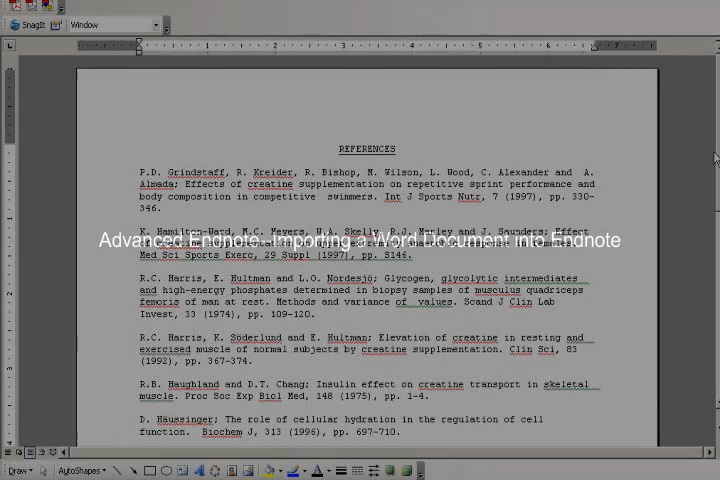 SnagIt Window
1 2 3 4 5 6 7
REFERENCES
P.D. Grindstaff, R. Kreider, R. Bishop, M. Wilson, L. Wood, C. Alexander and A.
Almada; Effects of creatine supplementation on repetitive sprint performance and
body composition in competitive swimmers. Int J Sports Nutr, 7 (1997), pp. 330-
346.
K. Hamilton-Ward, M.C. Meyers, W.A. Skelly, R.J. Marley and J. Saunders; Effect
Advanced Endnote- Importing a Word Document into Endnote
Med Sci Sports Exerc, 29 Suppl (1997), pp. S146.
R.C. Harris, E. Hultman and L.O. Nordesjö; Glycogen, glycolytic intermediates
and high-energy phosphates determined in biopsy samples of musculus quadriceps
femoris of man at rest. Methods and variance of values. Scand J Clin Lab
Invest, 33 (1974), pp. 109-120.
R.C. Harris, K. Söderlund and E. Hultman; Elevation of creatine in resting and
exercised muscle of normal subjects by creatine supplementation. Clin Sci, 83
(1992), pp. 367-374.
R.B. Haughland and D.T. Chang; Insulin effect on creatine transport in skeletal
muscle. Proc Soc Exp Biol Med, 148 (1975), pp. 1-4.
D. Häussinger; The role of cellular hydration in the regulation of cell
function. Biochem J, 313 (1996), pp. 697-710.
Draw AutoShapes